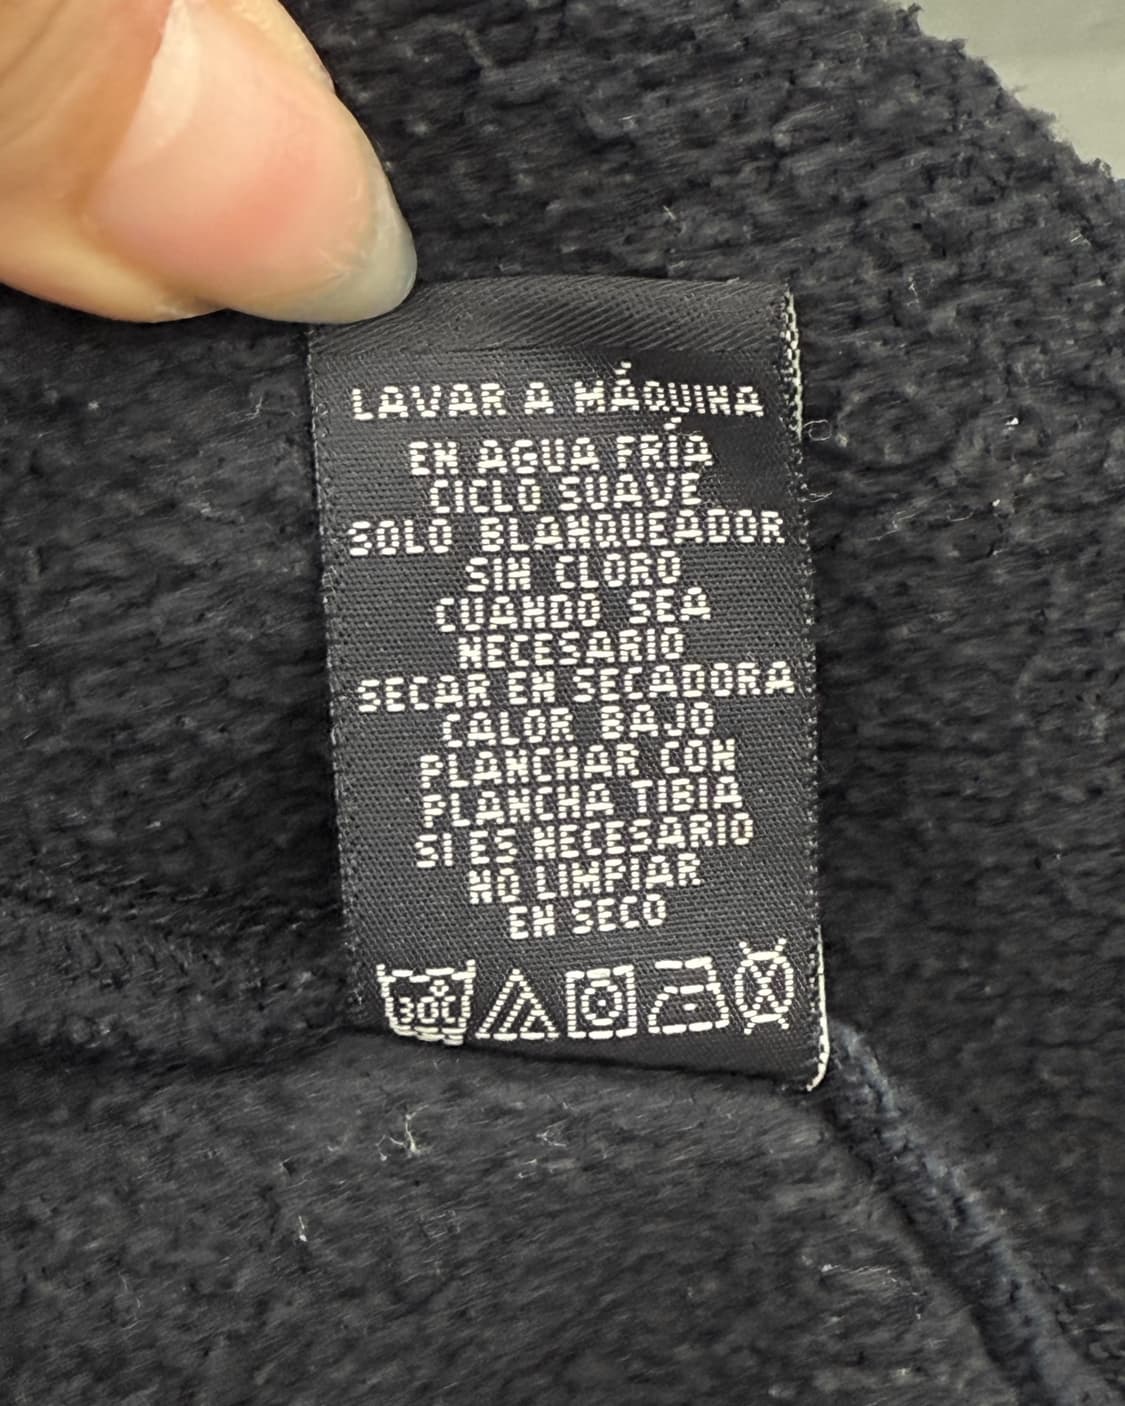 LAVAR A MÁQUINA
EN AGUA FRÍA
CICLO SUAVE
SOLO BLANQUEADOR
SIN CLORO
CUANDO SEA
NECESARIO
SECAR EN SECADORA
CALOR BAJO
PLANCHAR CON
PLANCHA TIBIA
SI ES NECESARIO
NO LIMPIAR
EN SECO
30C